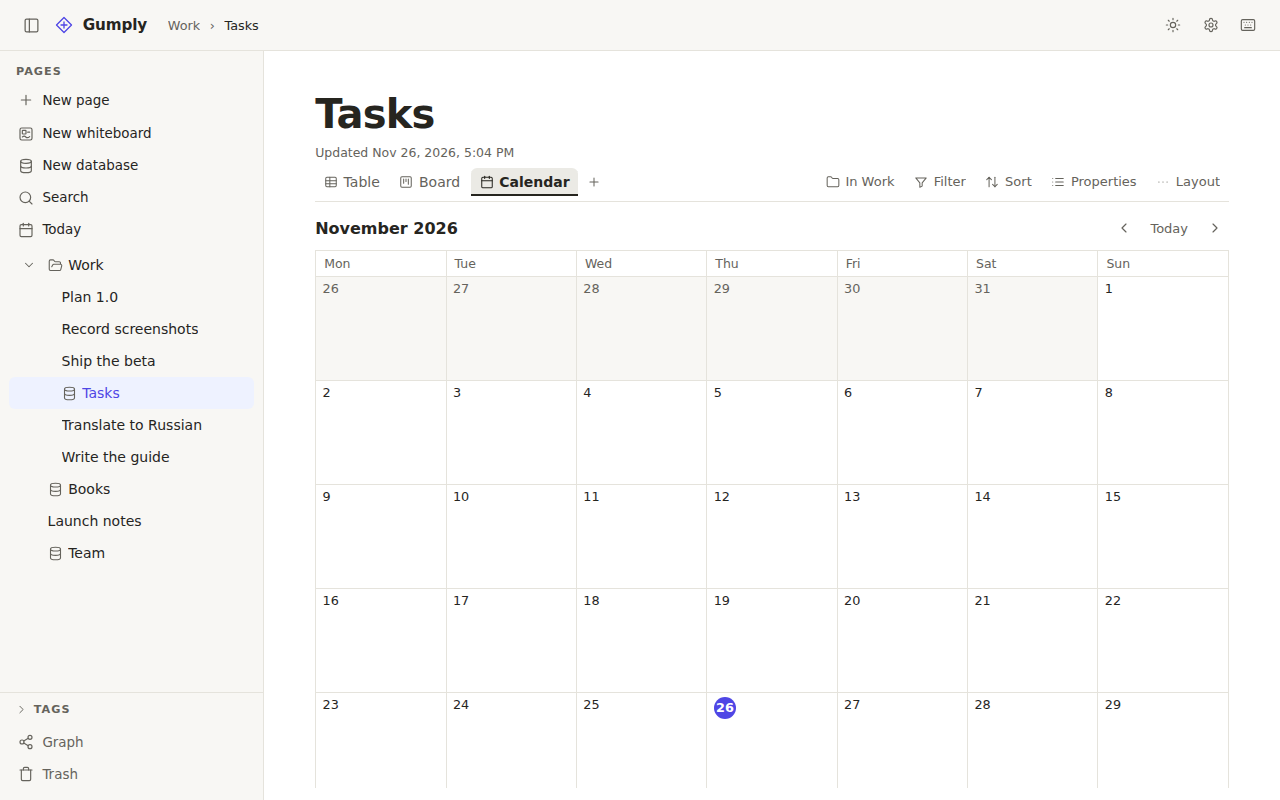 Gumply Work › Tasks
PAGES
New page
New whiteboard
New database
Search
Today
Work
Plan 1.0
Record screenshots
Ship the beta
Tasks
Translate to Russian
Write the guide
Books
Launch notes
Team
TAGS
Graph
Trash
Tasks
Updated Nov 26, 2026, 5:04 PM
Table Board Calendar In Work Filter Sort Properties Layout
November 2026 Today
Mon Tue Wed Thu Fri Sat Sun
26 27 28 29 30 31 1
2 3 4 5 6 7 8
9 10 11 12 13 14 15
16 17 18 19 20 21 22
23 24 25 26 27 28 29